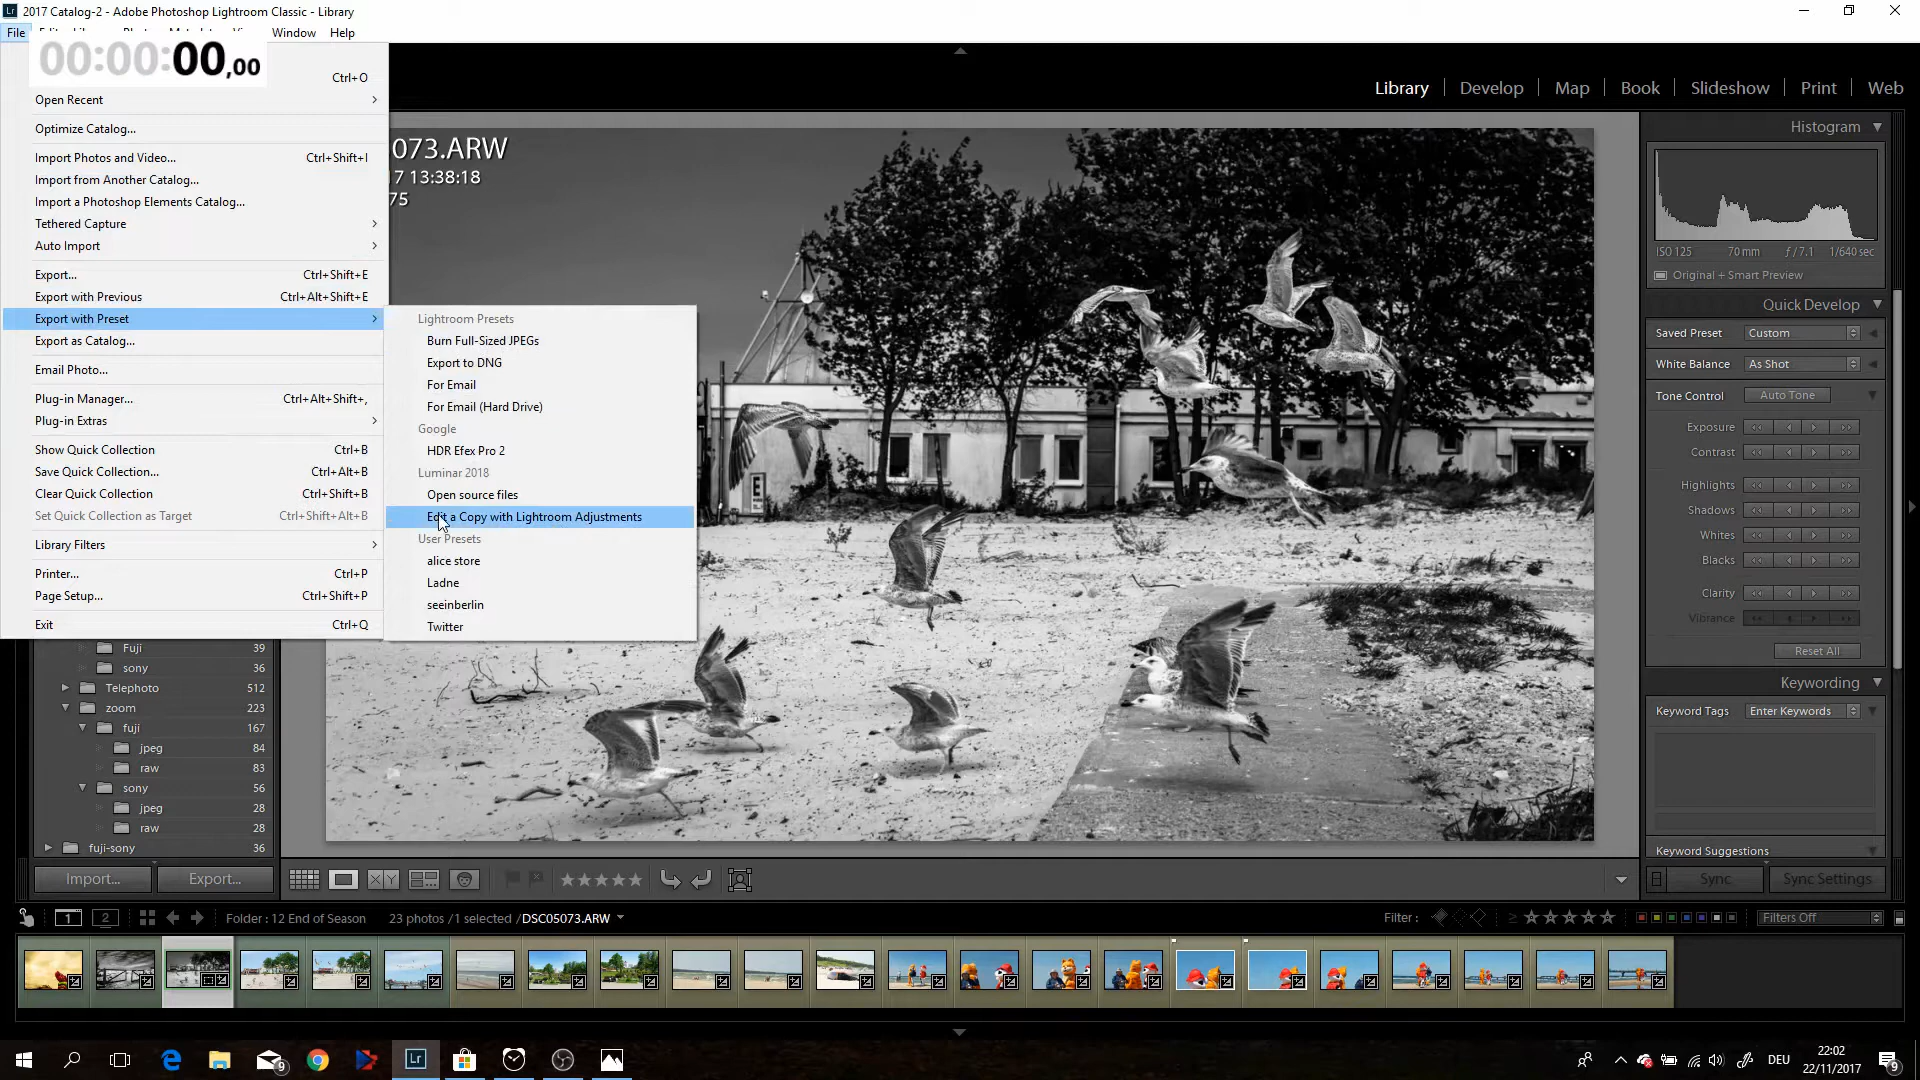 2017 Catalog-2 - Adobe Photoshop Lightroom Classic - Library
File Window Help
00:00:00,00
Ctrl+O
Open Recent
Optimize Catalog...
Import Photos and Video... Ctrl+Shift+I
Import from Another Catalog...
Import a Photoshop Elements Catalog...
Tethered Capture
Auto Import
Export... Ctrl+Shift+E
Export with Previous Ctrl+Alt+Shift+E
Export with Preset
Export as Catalog...
Email Photo...
Plug-in Manager... Ctrl+Alt+Shift+,
Plug-in Extras
Show Quick Collection Ctrl+B
Save Quick Collection... Ctrl+Alt+B
Clear Quick Collection Ctrl+Shift+B
Set Quick Collection as Target Ctrl+Shift+Alt+B
Library Filters
Printer... Ctrl+P
Page Setup... Ctrl+Shift+P
Exit Ctrl+Q
Lightroom Presets
Burn Full-Sized JPEGs
Export to DNG
For Email
For Email (Hard Drive)
Google
HDR Efex Pro 2
Luminar 2018
Open source files
Edit a Copy with Lightroom Adjustments
User Presets
alice store
Ladne
seeinberlin
Twitter
073.ARW
17 13:38:18
75
Library Develop Map Book Slideshow Print Web
Histogram
ISO 125 70 mm ƒ / 7.1 1/640 sec
Original + Smart Preview
Quick Develop
Saved Preset Custom
White Balance As Shot
Tone Control Auto Tone
Exposure
Contrast
Highlights
Shadows
Whites
Blacks
Clarity
Vibrance
Reset All
Keywording
Keyword Tags Enter Keywords
Keyword Suggestions
Sync Sync Settings
Fuji 39
sony 36
Telephoto 512
zoom 223
fuji 167
jpeg 84
raw 83
sony 56
jpeg 28
raw 28
fuji-sony 36
Import... Export...
1 2 Folder : 12 End of Season 23 photos / 1 selected / DSC05073.ARW Filter : Filters Off
9 Lr DEU 22:02
22/11/2017 9